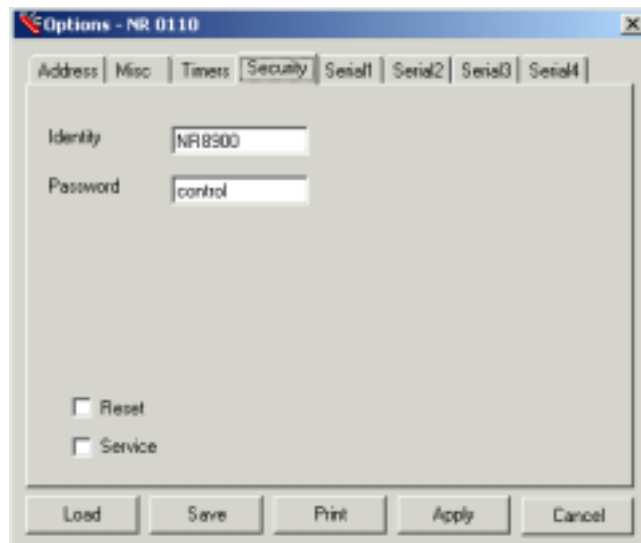 Options - NR 0110
Address Misc Timers Security Serial1 Serial2 Serial3 Serial4
Identity NR8900
Password control
Reset
Service
Load Save Print Apply Cancel